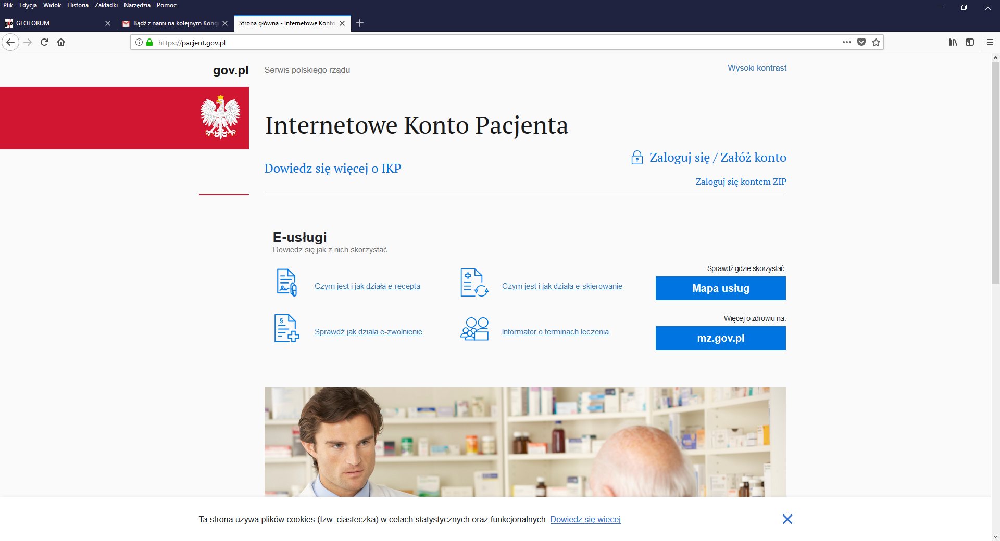 Plik Edycja Widok Historia Zakładki Narzędzia Pomoc
GEOFORUM
Bądź z nami na kolejnym Kong
Strona główna - Internetowe Konto
https://pacjent.gov.pl
gov.pl
Serwis polskiego rządu
Wysoki kontrast
Internetowe Konto Pacjenta
Zaloguj się / Załóż konto
Dowiedz się więcej o IKP
Zaloguj się kontem ZIP
E-usługi
Dowiedz się jak z nich skorzystać
Sprawdź gdzie skorzystać:
Czym jest i jak działa e-recepta
Czym jest i jak działa e-skierowanie
Mapa usług
Więcej o zdrowiu na:
Sprawdź jak działa e-zwolnienie
Informator o terminach leczenia
mz.gov.pl
Ta strona używa plików cookies (tzw. ciasteczka) w celach statystycznych oraz funkcjonalnych. Dowiedz się więcej